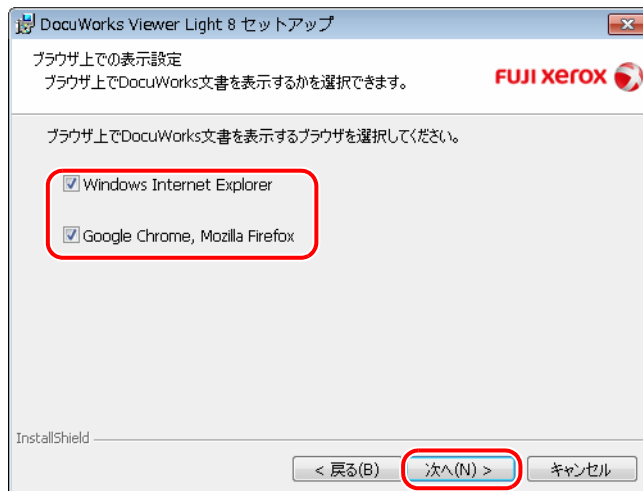 DocuWorks Viewer Light 8 セットアップ
ブラウザ上での表示設定
ブラウザ上でDocuWorks文書を表示するかを選択できます。
FUJI xerox
ブラウザ上でDocuWorks文書を表示するブラウザを選択してください。
Windows Internet Explorer
Google Chrome, Mozilla Firefox
InstallShield
< 戻る(B)
次へ(N) >
キャンセル